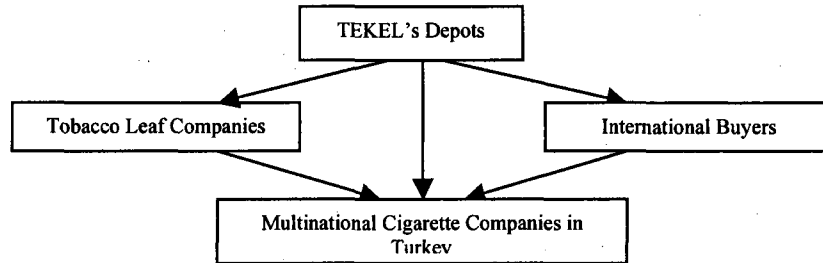 TEKEL's Depots
Tobacco Leaf Companies
International Buyers
Multinational Cigarette Companies in
Turkey